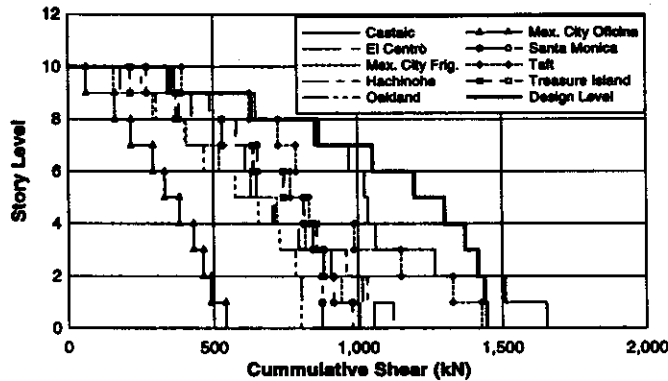 12
10
8
6
4
2
0
Story Level
Castaic
El Centro
Mex. City Frig.
Hachinohe
Oakland
Mex. City Oficina
Santa Monica
Taft
Treasure Island
Design Level
0
500
1,000
1,500
2,000
Cummulative Shear (kN)